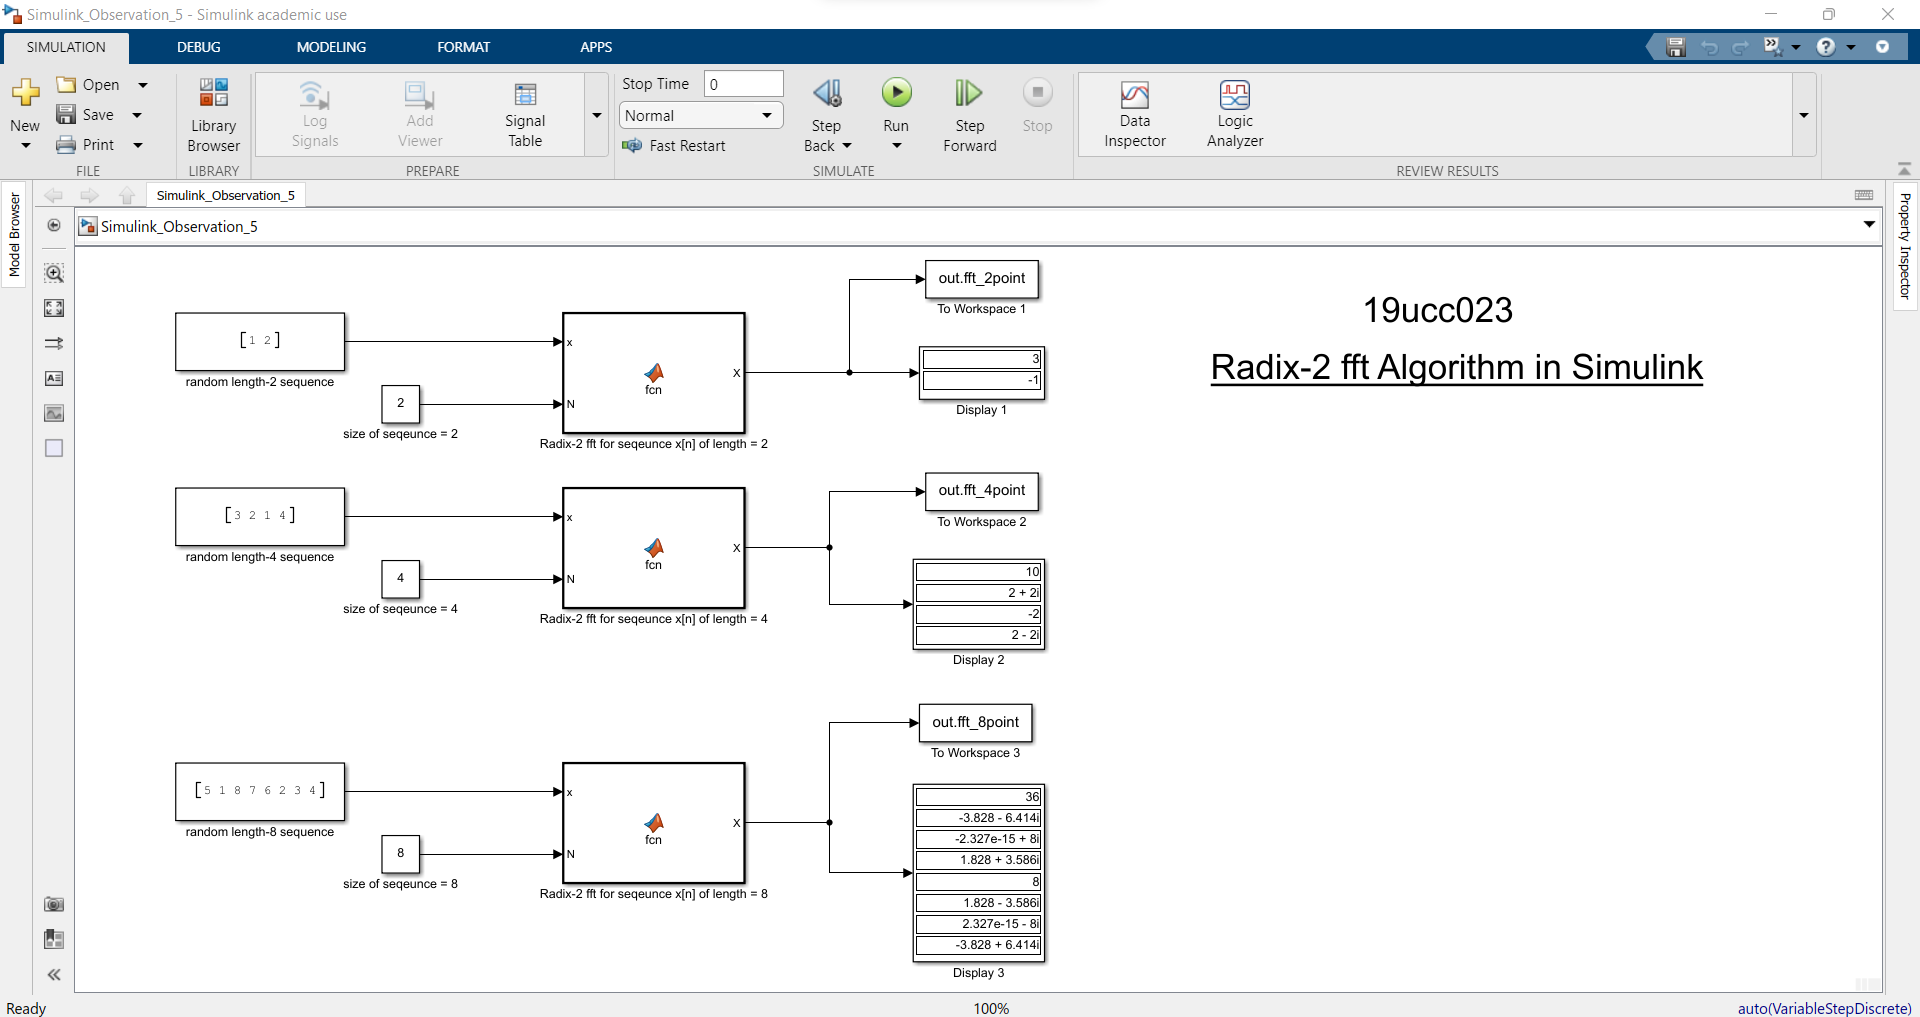 Simulink_Observation_5 - Simulink academic use
SIMULATION DEBUG MODELING FORMAT APPS
New
Open
Save
Print
FILE
Library
Browser
LIBRARY
Log
Signals
Add
Viewer
Signal
Table
PREPARE
Stop Time 0
Normal
Fast Restart
Step
Back
Run
Step
Forward
Stop
SIMULATE
Data
Inspector
Logic
Analyzer
REVIEW RESULTS
Model Browser
Property Inspector
Simulink_Observation_5
Simulink_Observation_5
19ucc023
Radix-2 fft Algorithm in Simulink
[1 2]
random length-2 sequence
2
size of seqeunce = 2
x
N
fcn
X
Radix-2 fft for seqeunce x[n] of length = 2
out.fft_2point
To Workspace 1
3
-1
Display 1
[3 2 1 4]
random length-4 sequence
4
size of seqeunce = 4
x
N
fcn
X
Radix-2 fft for seqeunce x[n] of length = 4
out.fft_4point
To Workspace 2
10
2 + 2i
-2
2 - 2i
Display 2
[5 1 8 7 6 2 3 4]
random length-8 sequence
8
size of seqeunce = 8
x
N
fcn
X
Radix-2 fft for seqeunce x[n] of length = 8
out.fft_8point
To Workspace 3
36
-3.828 - 6.414i
-2.327e-15 + 8i
1.828 + 3.586i
8
1.828 - 3.586i
2.327e-15 - 8i
-3.828 + 6.414i
Display 3
Ready
100%
auto(VariableStepDiscrete)